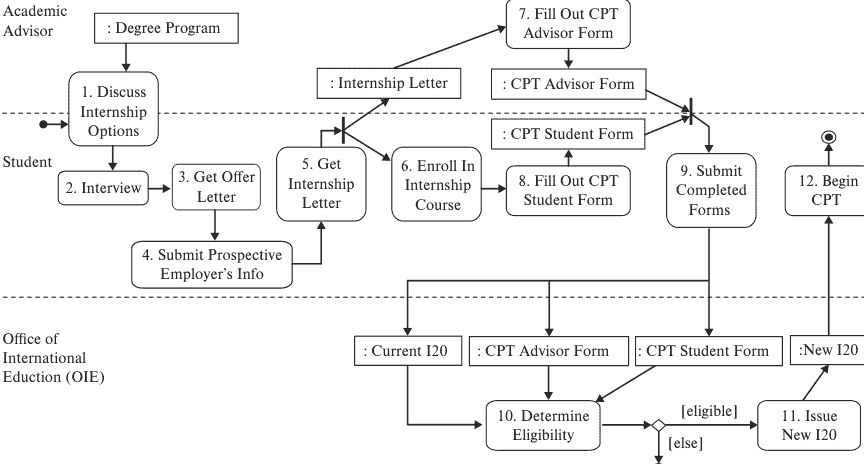 Academic
Advisor
: Degree Program
7. Fill Out CPT
Advisor Form
: Internship Letter
: CPT Advisor Form
1. Discuss
Internship
Options
: CPT Student Form
Student
2. Interview
3. Get Offer
Letter
5. Get
Internship
Letter
6. Enroll In
Internship
Course
8. Fill Out CPT
Student Form
9. Submit
Completed
Forms
12. Begin
CPT
4. Submit Prospective
Employer's Info
Office of
International
Eduction (OIE)
: Current I20
: CPT Advisor Form
: CPT Student Form
:New I20
10. Determine
Eligibility
[eligible]
[else]
11. Issue
New I20